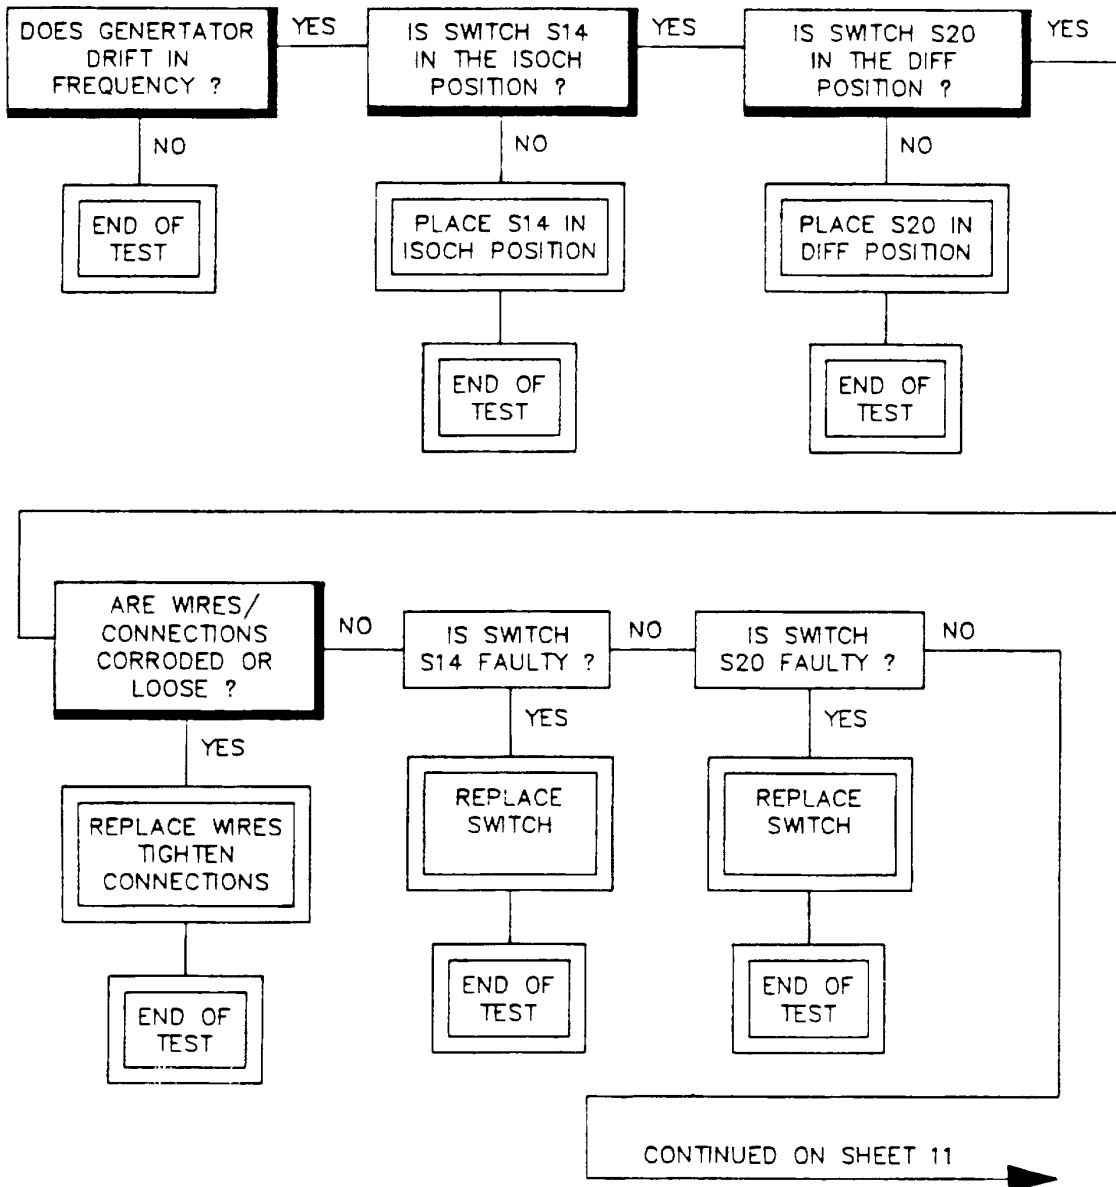 DOES GENERTATOR
DRIFT IN
FREQUENCY ?
YES
IS SWITCH S14
IN THE ISOCH
POSITION ?
YES
IS SWITCH S20
IN THE DIFF
POSITION ?
YES
NO
NO
NO
END OF
TEST
PLACE S14 IN
ISOCH POSITION
PLACE S20 IN
DIFF POSITION
END OF
TEST
END OF
TEST
ARE WIRES/
CONNECTIONS
CORRODED OR
LOOSE ?
NO
IS SWITCH
S14 FAULTY ?
NO
IS SWITCH
S20 FAULTY ?
NO
YES
YES
YES
REPLACE WIRES
TIGHTEN
CONNECTIONS
REPLACE
SWITCH
REPLACE
SWITCH
END OF
TEST
END OF
TEST
END OF
TEST
CONTINUED ON SHEET 11